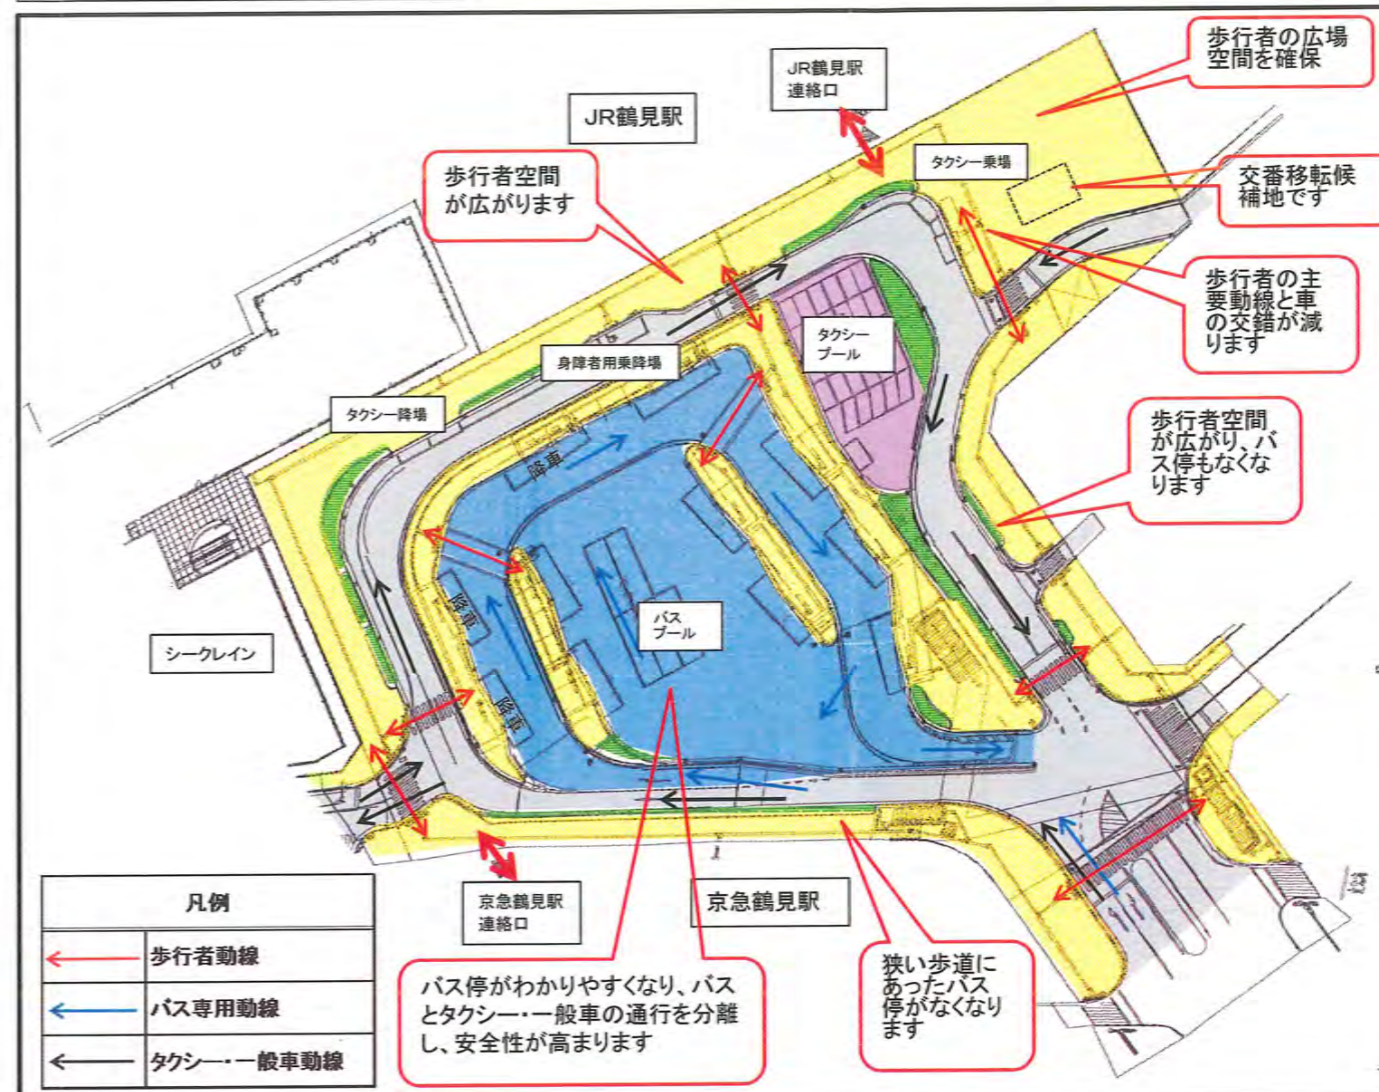 歩行者の広場
空間を確保
JR鶴見駅
連絡口
JR鶴見駅
タクシー乗場
歩行者空間
が広がります
交番移転候
補地です
歩行者の主
要動線と車
の交錯が減
ります
タクシー
プール
身障者用乗降場
タクシー降場
歩行者空間
が広がり、バ
ス停もなくな
ります
降車
降車
降車
バス
プール
シークレイン
凡例
歩行者動線
バス専用動線
タクシー・一般車動線
京急鶴見駅
連絡口
京急鶴見駅
バス停がわかりやすくなり、バス
とタクシー・一般車の通行を分離
し、安全性が高まります
狭い歩道に
あったバス
停がなくなり
ます